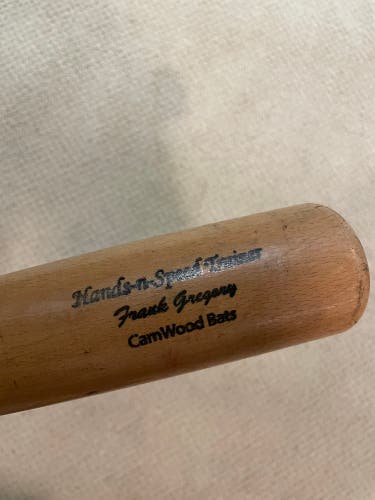 Hands-n-Speed Trainer
Frank Gregory
CamWood Bats